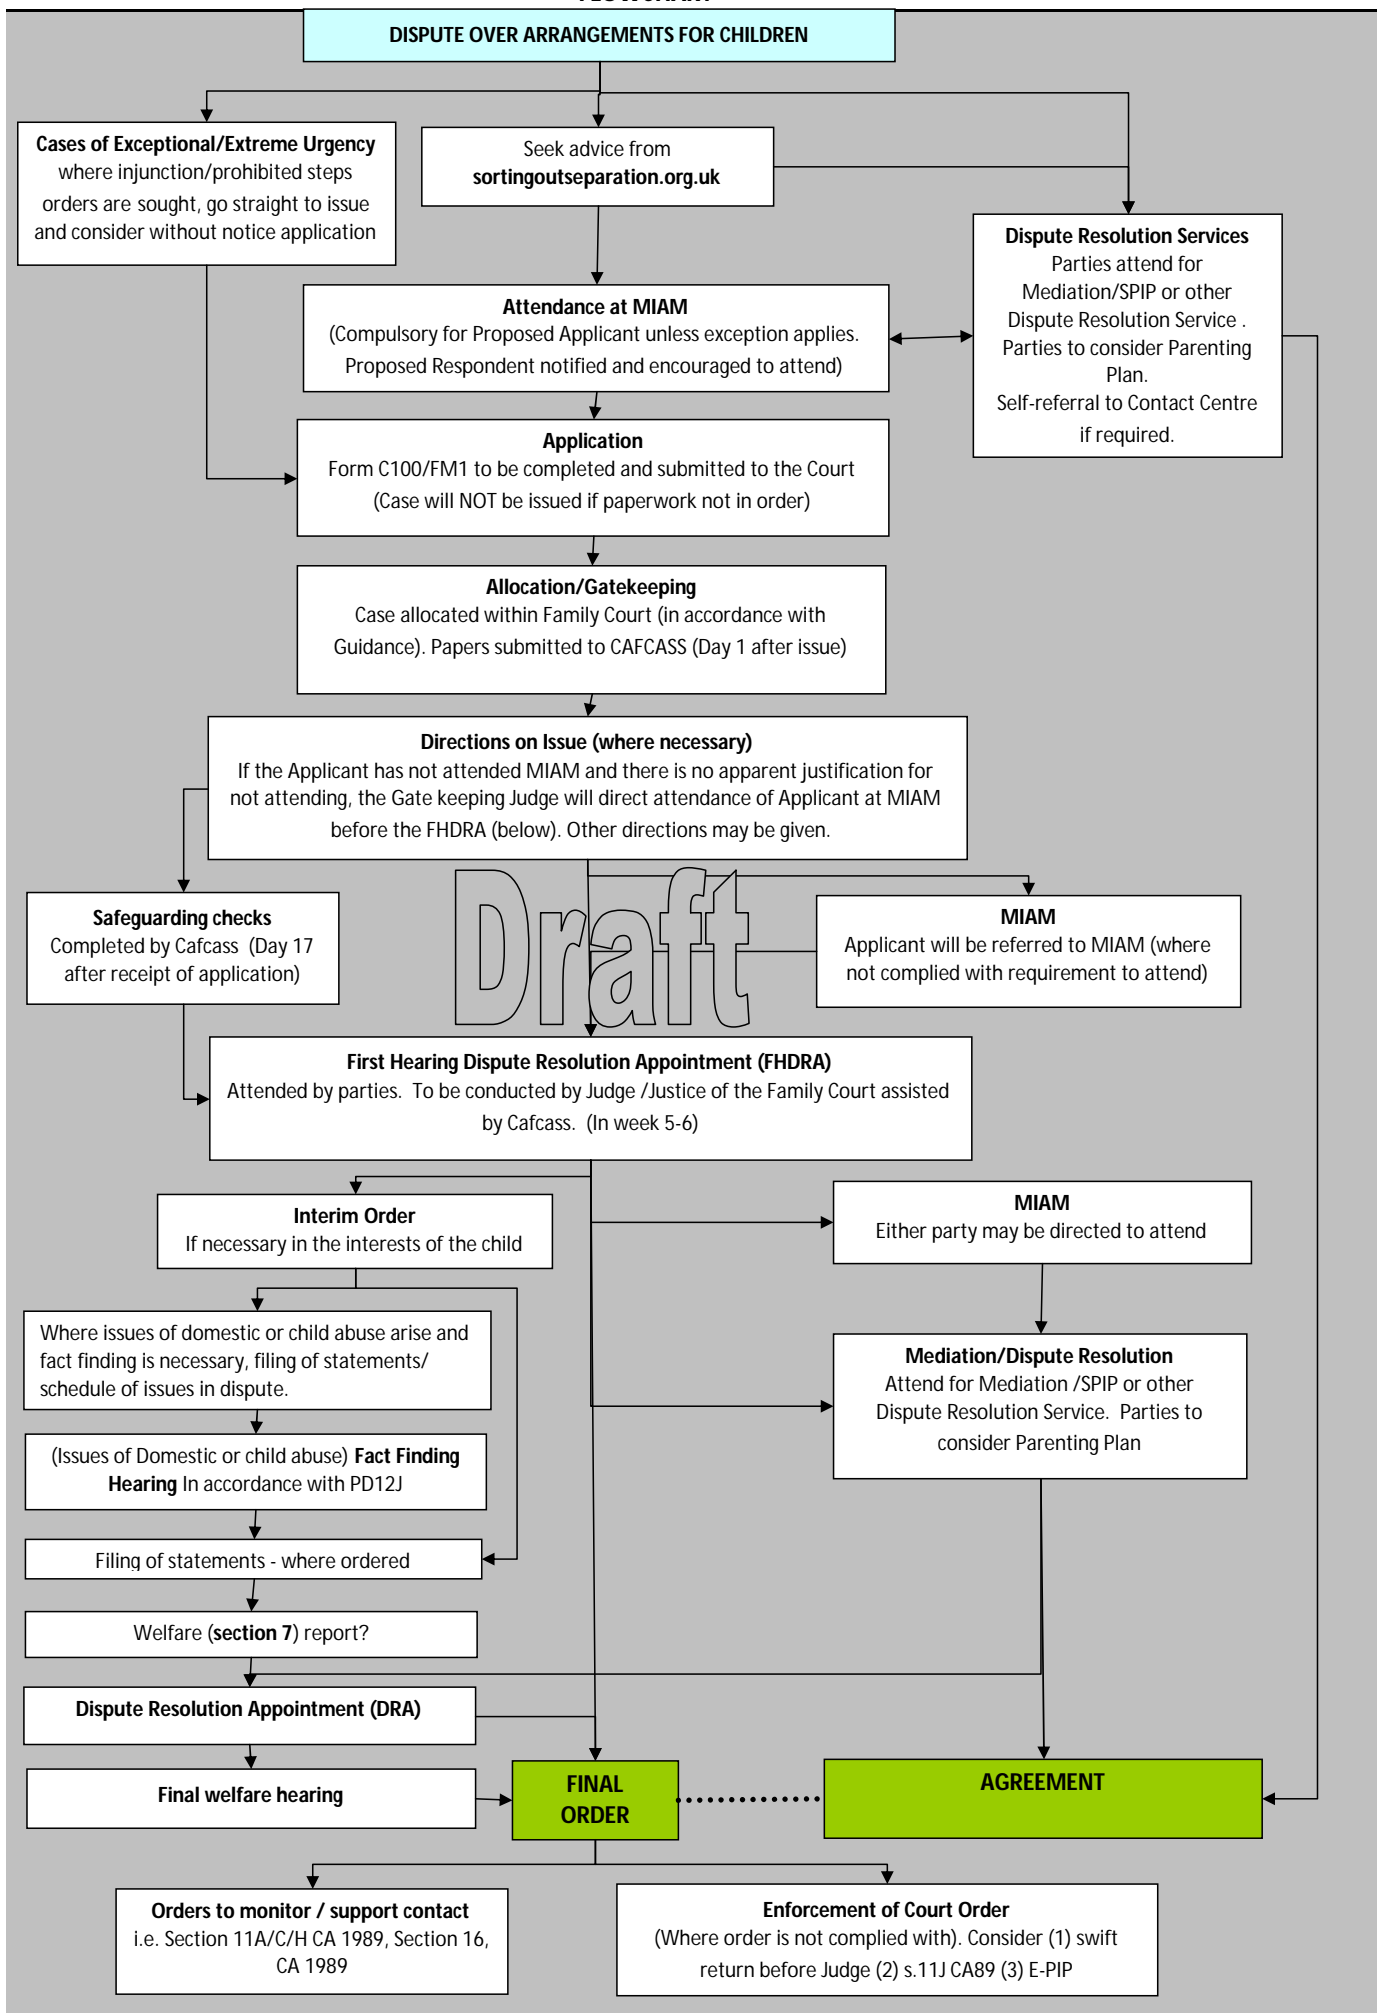 FLOWCHART
DISPUTE OVER ARRANGEMENTS FOR CHILDREN
Cases of Exceptional/Extreme Urgency
where injunction/prohibited steps
orders are sought, go straight to issue
and consider without notice application
Seek advice from
sortingoutseparation.org.uk
Dispute Resolution Services
Parties attend for
Mediation/SPIP or other
Dispute Resolution Service .
Parties to consider Parenting
Plan.
Self-referral to Contact Centre
if required.
Attendance at MIAM
(Compulsory for Proposed Applicant unless exception applies.
Proposed Respondent notified and encouraged to attend)
Application
Form C100/FM1 to be completed and submitted to the Court
(Case will NOT be issued if paperwork not in order)
Allocation/Gatekeeping
Case allocated within Family Court (in accordance with
Guidance). Papers submitted to CAFCASS (Day 1 after issue)
Directions on Issue (where necessary)
If the Applicant has not attended MIAM and there is no apparent justification for
not attending, the Gate keeping Judge will direct attendance of Applicant at MIAM
before the FHDRA (below). Other directions may be given.
Draft
Safeguarding checks
Completed by Cafcass (Day 17
after receipt of application)
MIAM
Applicant will be referred to MIAM (where
not complied with requirement to attend)
First Hearing Dispute Resolution Appointment (FHDRA)
Attended by parties. To be conducted by Judge /Justice of the Family Court assisted
by Cafcass. (In week 5-6)
Interim Order
If necessary in the interests of the child
MIAM
Either party may be directed to attend
Where issues of domestic or child abuse arise and
fact finding is necessary, filing of statements/
schedule of issues in dispute.
Mediation/Dispute Resolution
Attend for Mediation /SPIP or other
Dispute Resolution Service. Parties to
consider Parenting Plan
(Issues of Domestic or child abuse) Fact Finding
Hearing In accordance with PD12J
Filing of statements - where ordered
Welfare (section 7) report?
Dispute Resolution Appointment (DRA)
Final welfare hearing
FINAL
ORDER
AGREEMENT
Orders to monitor / support contact
i.e. Section 11A/C/H CA 1989, Section 16,
CA 1989
Enforcement of Court Order
(Where order is not complied with). Consider (1) swift
return before Judge (2) s.11J CA89 (3) E-PIP